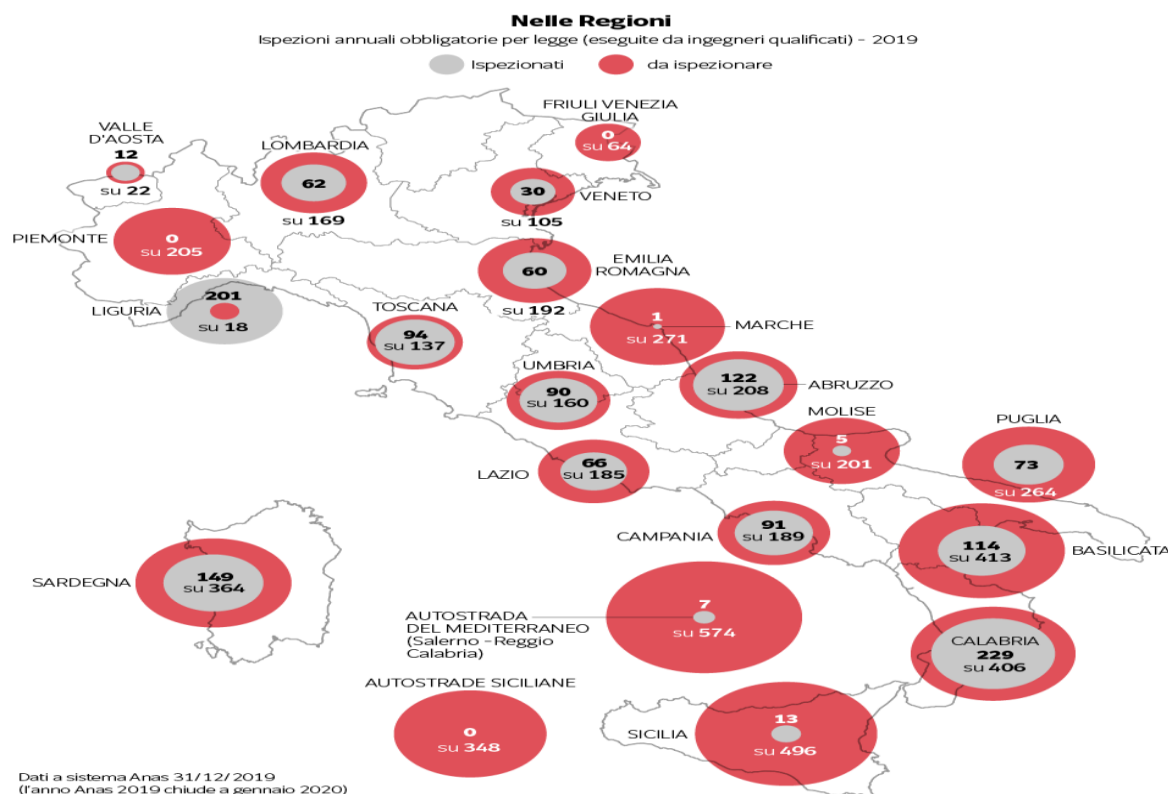 Nelle Regioni
Ispezioni annuali obbligatorie per legge (eseguite da ingegneri qualificati) - 2019
Ispezionati
da ispezionare
VALLE
D'AOSTA
12
su 22
LOMBARDIA
62
su 169
FRIULI VENEZIA
GIULIA
0
su 64
30
VENETO
su 105
PIEMONTE
0
su 205
EMILIA
ROMAGNA
60
su 192
LIGURIA
201
su 18
TOSCANA
94
su 137
1
su 271
MARCHE
UMBRIA
90
su 160
122
su 208
ABRUZZO
MOLISE
5
su 201
PUGLIA
73
su 264
LAZIO
66
su 185
CAMPANIA
91
su 189
114
su 413
BASILICATA
SARDEGNA
149
su 364
AUTOSTRADA
DEL MEDITERRANEO
(Salerno - Reggio
Calabria)
7
su 574
CALABRIA
229
su 406
AUTOSTRADE SICILIANE
0
su 348
SICILIA
13
su 496
Dati a sistema Anas 31/12/2019
(l'anno Anas 2019 chiude a gennaio 2020)